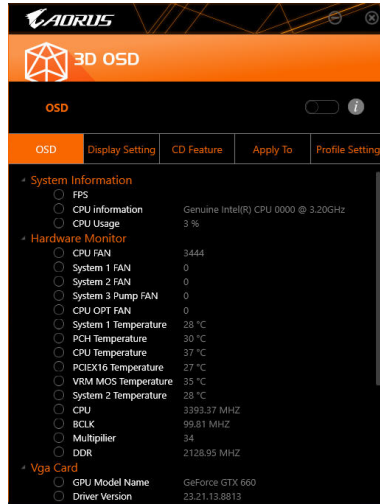 AORUS
3D OSD
OSD
i
OSD Display Setting CD Feature Apply To Profile Setting
System Information
FPS
CPU information Genuine Intel(R) CPU 0000 @ 3.20GHz
CPU Usage 3 %
Hardware Monitor
CPU FAN 3444
System 1 FAN 0
System 2 FAN 0
System 3 Pump FAN 0
CPU OPT FAN 0
System 1 Temperature 28 °C
PCH Temperature 30 °C
CPU Temperature 37 °C
PCIEX16 Temperature 27 °C
VRM MOS Temperature 35 °C
System 2 Temperature 28 °C
CPU 3393.37 MHZ
BCLK 99.81 MHZ
Multipilier 34
DDR 2128.95 MHZ
Vga Card
GPU Model Name GeForce GTX 660
Driver Version 23.21.13.8813